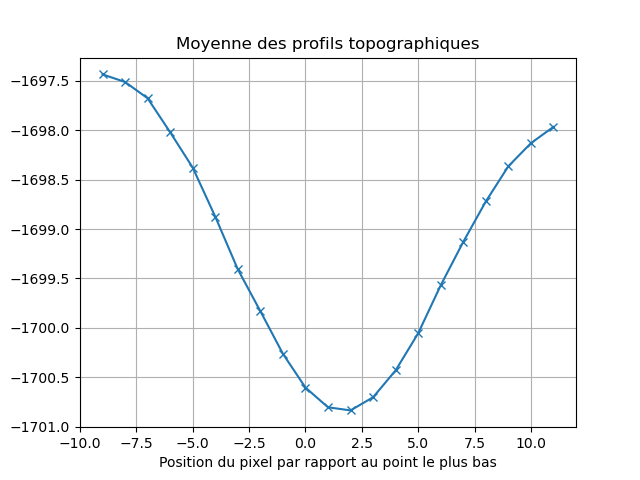 Moyenne des profils topographiques
−1697.5
−1698.0
−1698.5
−1699.0
−1699.5
−1700.0
−1700.5
−1701.0
−10.0 −7.5 −5.0 −2.5 0.0 2.5 5.0 7.5 10.0
Position du pixel par rapport au point le plus bas